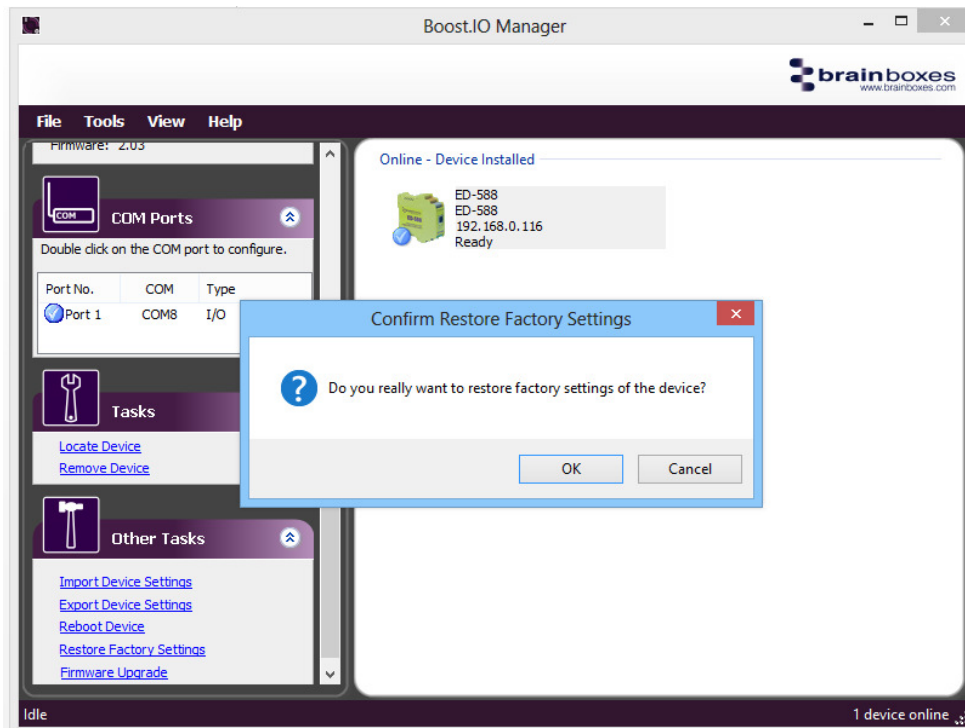 Boost.IO Manager
brainboxes
www.brainboxes.com
File Tools View Help
Firmware: 2.03
COM
COM Ports
Double click on the COM port to configure.
Port No. COM Type
Port 1 COM8 I/O
Tasks
Locate Device
Remove Device
Other Tasks
Import Device Settings
Export Device Settings
Reboot Device
Restore Factory Settings
Firmware Upgrade
Online - Device Installed
ED-588
ED-588
192.168.0.116
Ready
Confirm Restore Factory Settings
Do you really want to restore factory settings of the device?
OK Cancel
Idle 1 device online